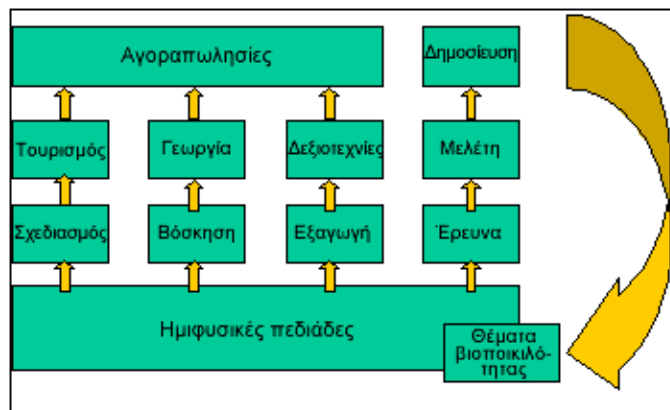 Αγοραπωλησίες
Δημοσίευση
Τουρισμός
Γεωργία
Δεξιοτεχνίες
Μελέτη
Σχεδιασμός
Βόσκηση
Εξαγωγή
Έρευνα
Ημιφυσικές πεδιάδες
Θέματα
βιοποικιλό-
τητας